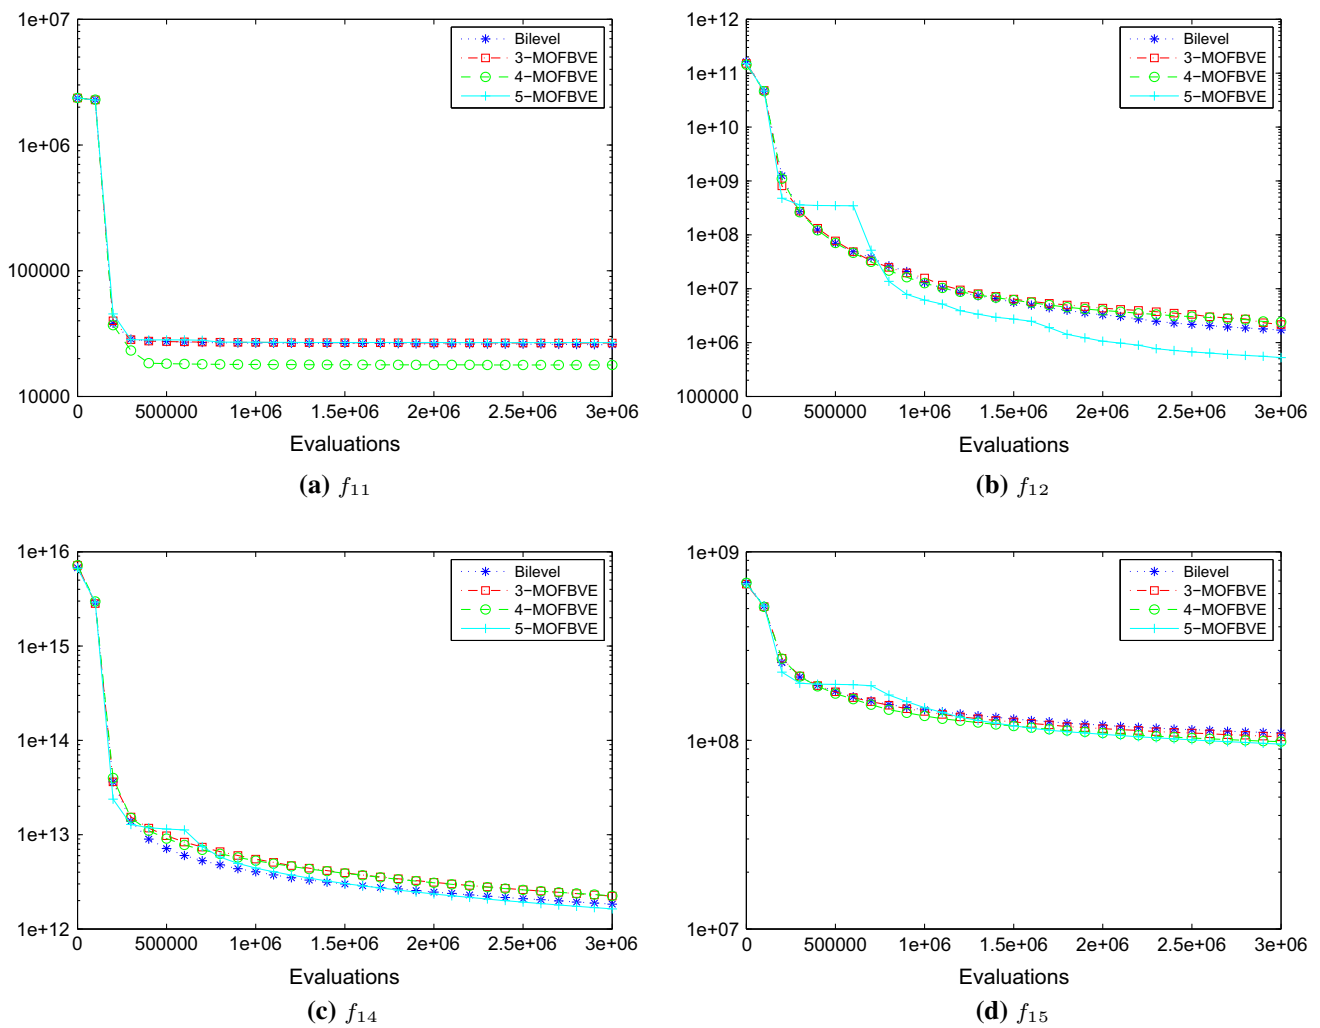 1e+07
1e+06
100000
10000
0
500000
1e+06
1.5e+06
2e+06
2.5e+06
3e+06
Bilevel
3−MOFBVE
4−MOFBVE
5−MOFBVE
Evaluations
(a) f11
1e+12
1e+11
1e+10
1e+09
1e+08
1e+07
1e+06
100000
0
500000
1e+06
1.5e+06
2e+06
2.5e+06
3e+06
Bilevel
3−MOFBVE
4−MOFBVE
5−MOFBVE
Evaluations
(b) f12
1e+16
1e+15
1e+14
1e+13
1e+12
0
500000
1e+06
1.5e+06
2e+06
2.5e+06
3e+06
Bilevel
3−MOFBVE
4−MOFBVE
5−MOFBVE
Evaluations
(c) f14
1e+09
1e+08
1e+07
0
500000
1e+06
1.5e+06
2e+06
2.5e+06
3e+06
Bilevel
3−MOFBVE
4−MOFBVE
5−MOFBVE
Evaluations
(d) f15